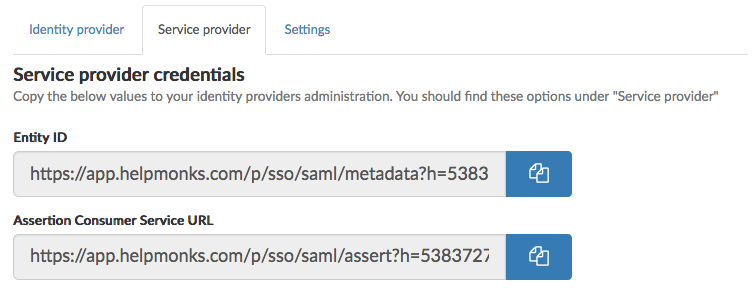 Identity provider
Service provider
Settings
Service provider credentials
Copy the below values to your identity providers administration. You should find these options under "Service provider"
Entity ID
https://app.helpmonks.com/p/sso/saml/metadata?h=5383
Assertion Consumer Service URL
https://app.helpmonks.com/p/sso/saml/assert?h=5383727